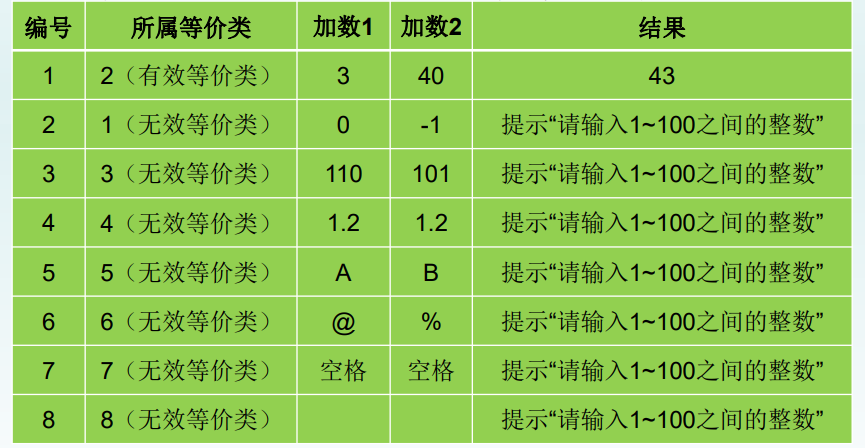 编号 所属等价类 加数1 加数2 结果
1 2（有效等价类） 3 40 43
2 1（无效等价类） 0 -1 提示“请输入1~100之间的整数”
3 3（无效等价类） 110 101 提示“请输入1~100之间的整数”
4 4（无效等价类） 1.2 1.2 提示“请输入1~100之间的整数”
5 5（无效等价类） A B 提示“请输入1~100之间的整数”
6 6（无效等价类） @ % 提示“请输入1~100之间的整数”
7 7（无效等价类） 空格 空格 提示“请输入1~100之间的整数”
8 8（无效等价类） 提示“请输入1~100之间的整数”